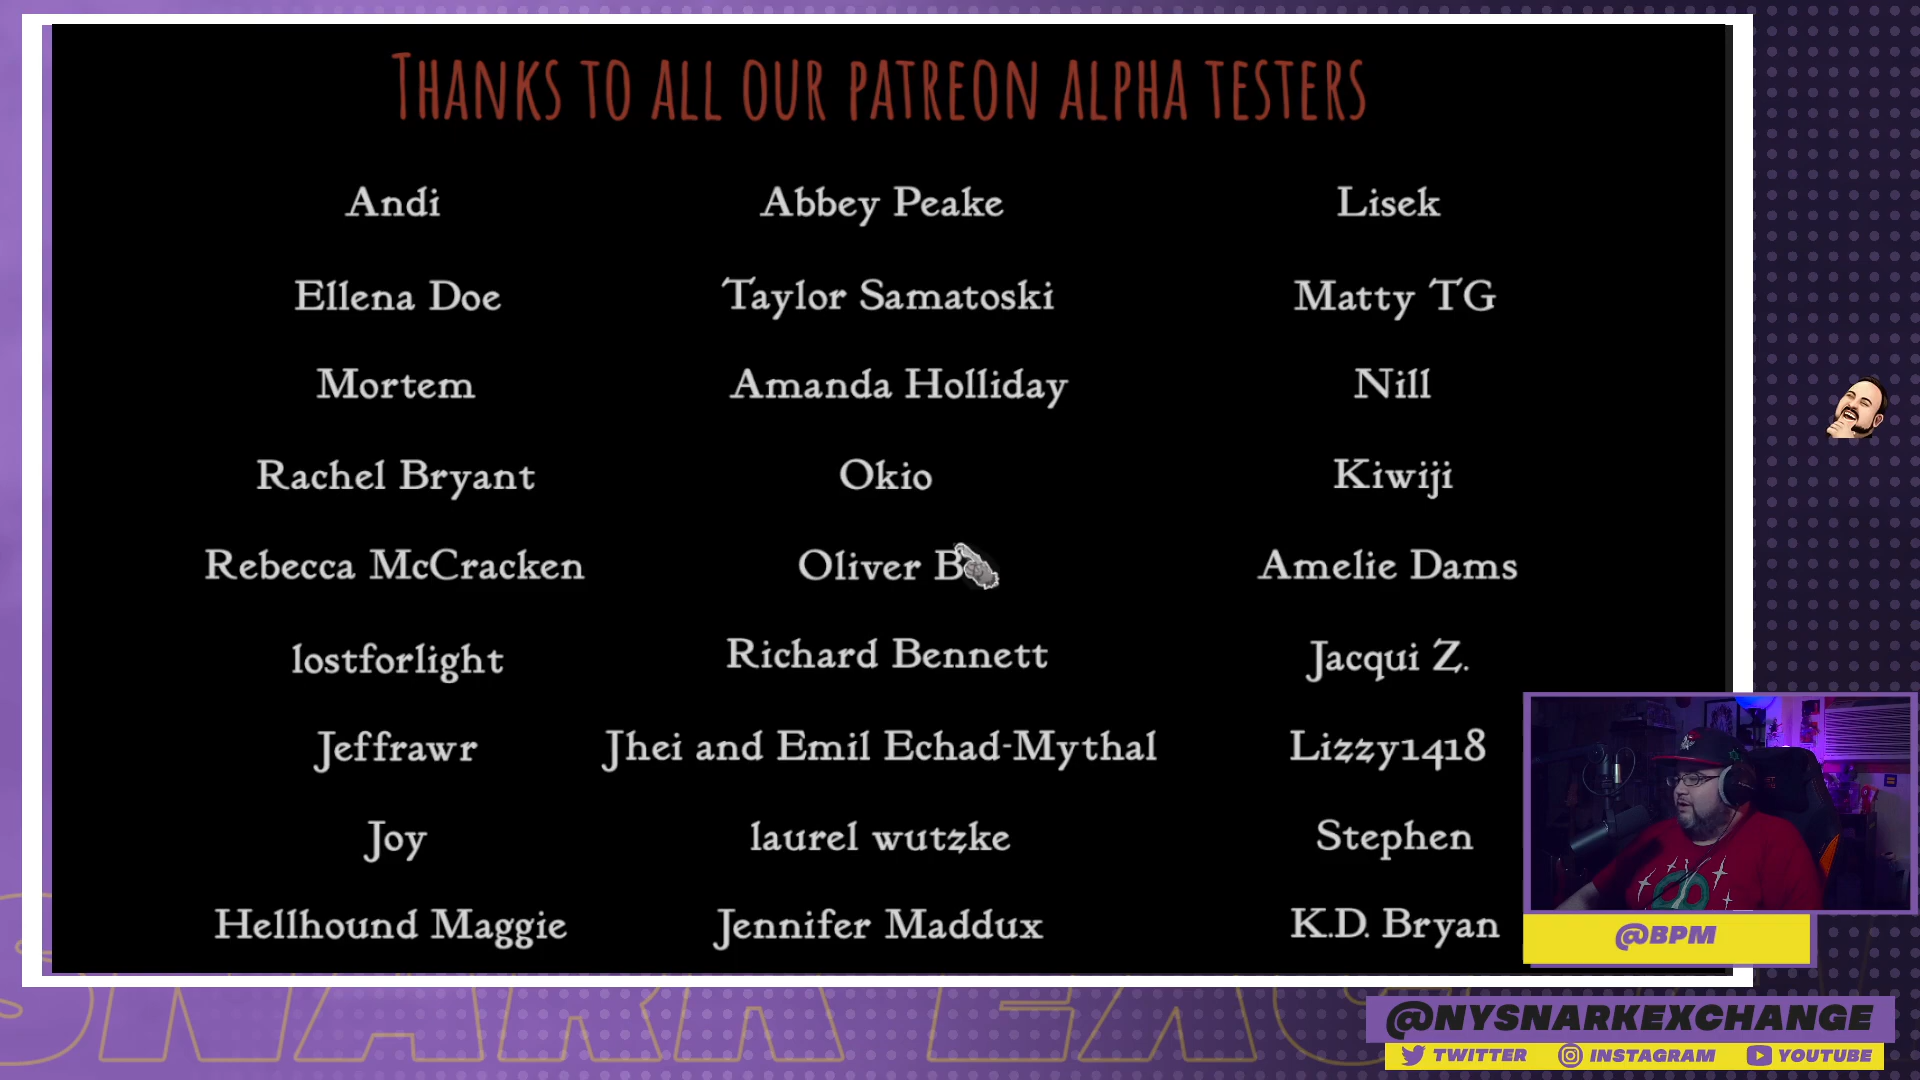 Thanks to all our patreon alpha testers
Andi Abbey Peake Lisek
Ellena Doe Taylor Samatoski Matty TG
Mortem Amanda Holliday Nill
Rachel Bryant Okio Kiwiji
Rebecca McCracken Oliver B Amelie Dams
lostforlight Richard Bennett Jacqui Z.
Jeffrawr Jhei and Emil Echad-Mythal Lizzy1418
Joy laurel wutzke Stephen
Hellhound Maggie Jennifer Maddux K.D. Bryan
@BPM
@NYSNARKEXCHANGE
TWITTER INSTAGRAM YOUTUBE